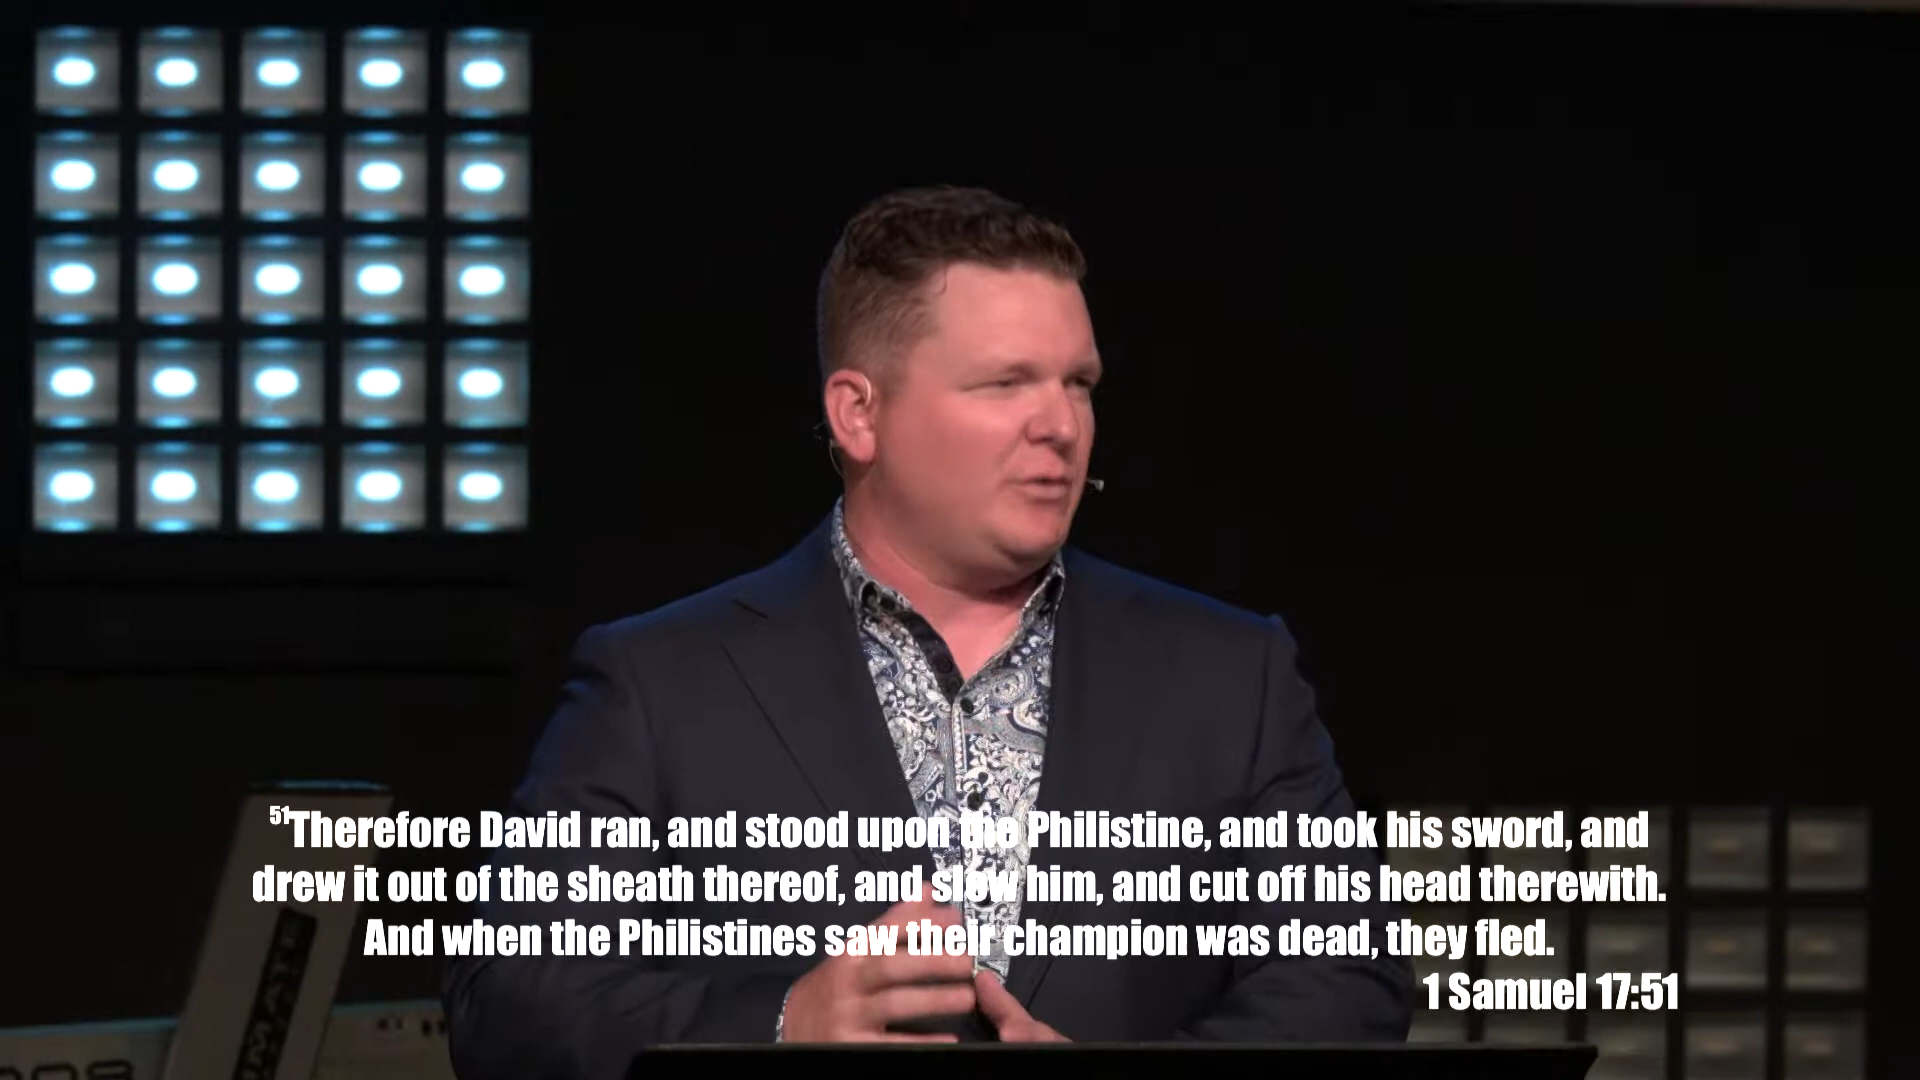 51Therefore David ran, and stood upon the Philistine, and took his sword, and
drew it out of the sheath thereof, and slew him, and cut off his head therewith.
And when the Philistines saw their champion was dead, they fled.
1 Samuel 17:51